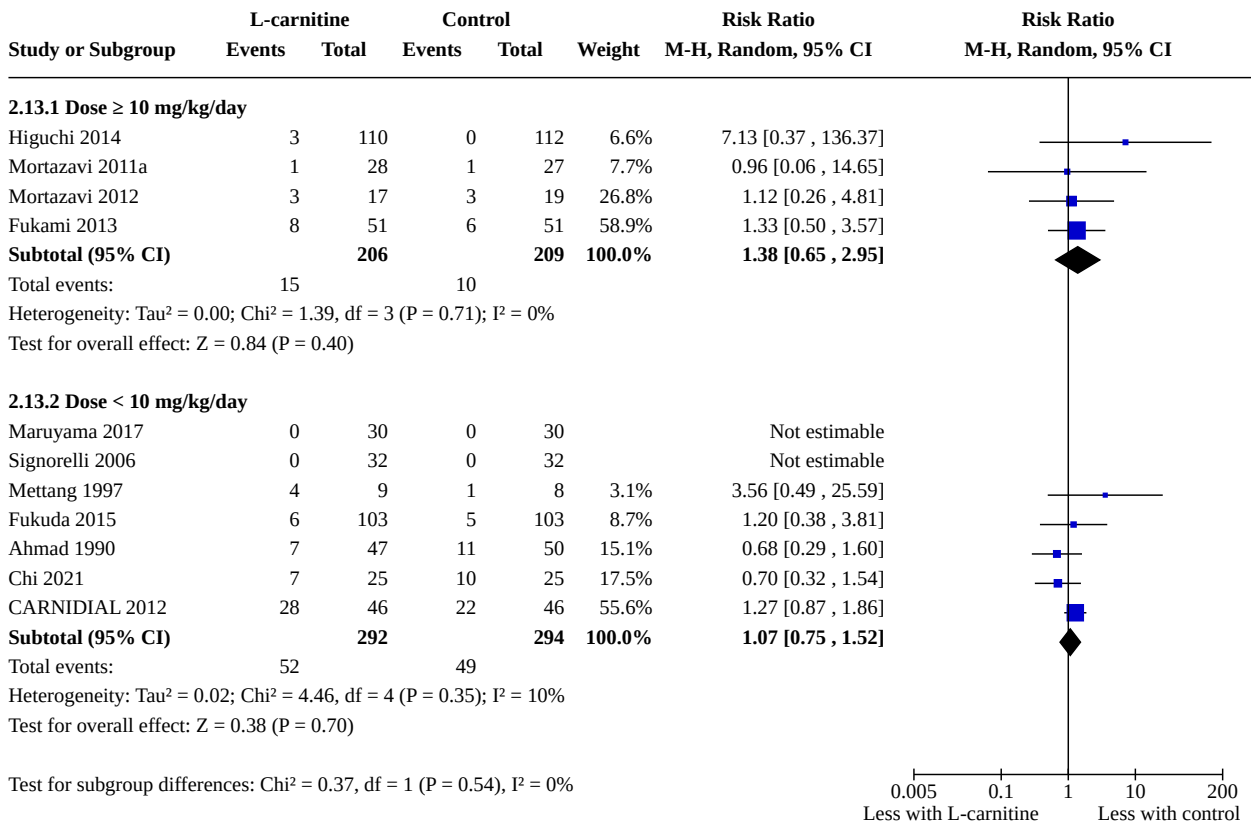 L-carnitine Control Risk Ratio Risk Ratio
Study or Subgroup Events Total Events Total Weight M-H, Random, 95% CI M-H, Random, 95% CI
2.13.1 Dose ≥ 10 mg/kg/day
Higuchi 2014 3 110 0 112 6.6% 7.13 [0.37 , 136.37]
Mortazavi 2011a 1 28 1 27 7.7% 0.96 [0.06 , 14.65]
Mortazavi 2012 3 17 3 19 26.8% 1.12 [0.26 , 4.81]
Fukami 2013 8 51 6 51 58.9% 1.33 [0.50 , 3.57]
Subtotal (95% CI) 206 209 100.0% 1.38 [0.65 , 2.95]
Total events: 15 10
Heterogeneity: Tau² = 0.00; Chi² = 1.39, df = 3 (P = 0.71); I² = 0%
Test for overall effect: Z = 0.84 (P = 0.40)
2.13.2 Dose < 10 mg/kg/day
Maruyama 2017 0 30 0 30 Not estimable
Signorelli 2006 0 32 0 32 Not estimable
Mettang 1997 4 9 1 8 3.1% 3.56 [0.49 , 25.59]
Fukuda 2015 6 103 5 103 8.7% 1.20 [0.38 , 3.81]
Ahmad 1990 7 47 11 50 15.1% 0.68 [0.29 , 1.60]
Chi 2021 7 25 10 25 17.5% 0.70 [0.32 , 1.54]
CARNIDIAL 2012 28 46 22 46 55.6% 1.27 [0.87 , 1.86]
Subtotal (95% CI) 292 294 100.0% 1.07 [0.75 , 1.52]
Total events: 52 49
Heterogeneity: Tau² = 0.02; Chi² = 4.46, df = 4 (P = 0.35); I² = 10%
Test for overall effect: Z = 0.38 (P = 0.70)
Test for subgroup differences: Chi² = 0.37, df = 1 (P = 0.54), I² = 0%
0.005 0.1 1 10 200
Less with L-carnitine Less with control